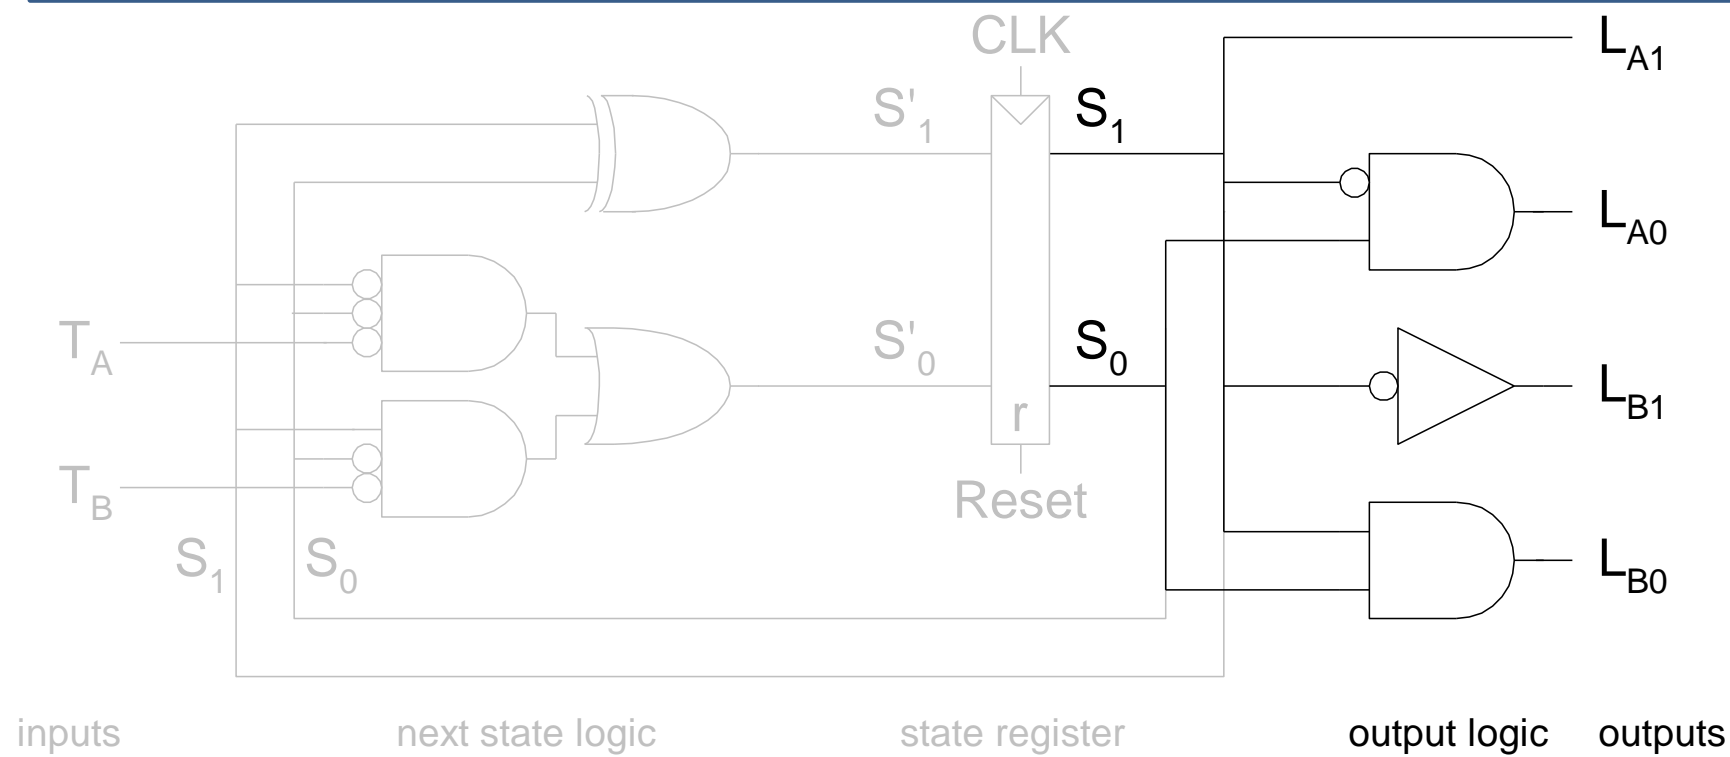 CLK
L_A1
S'_1
S_1
L_A0
T_A
S'_0
S_0
L_B1
r
T_B
Reset
S_1
S_0
L_B0
inputs
next state logic
state register
output logic
outputs